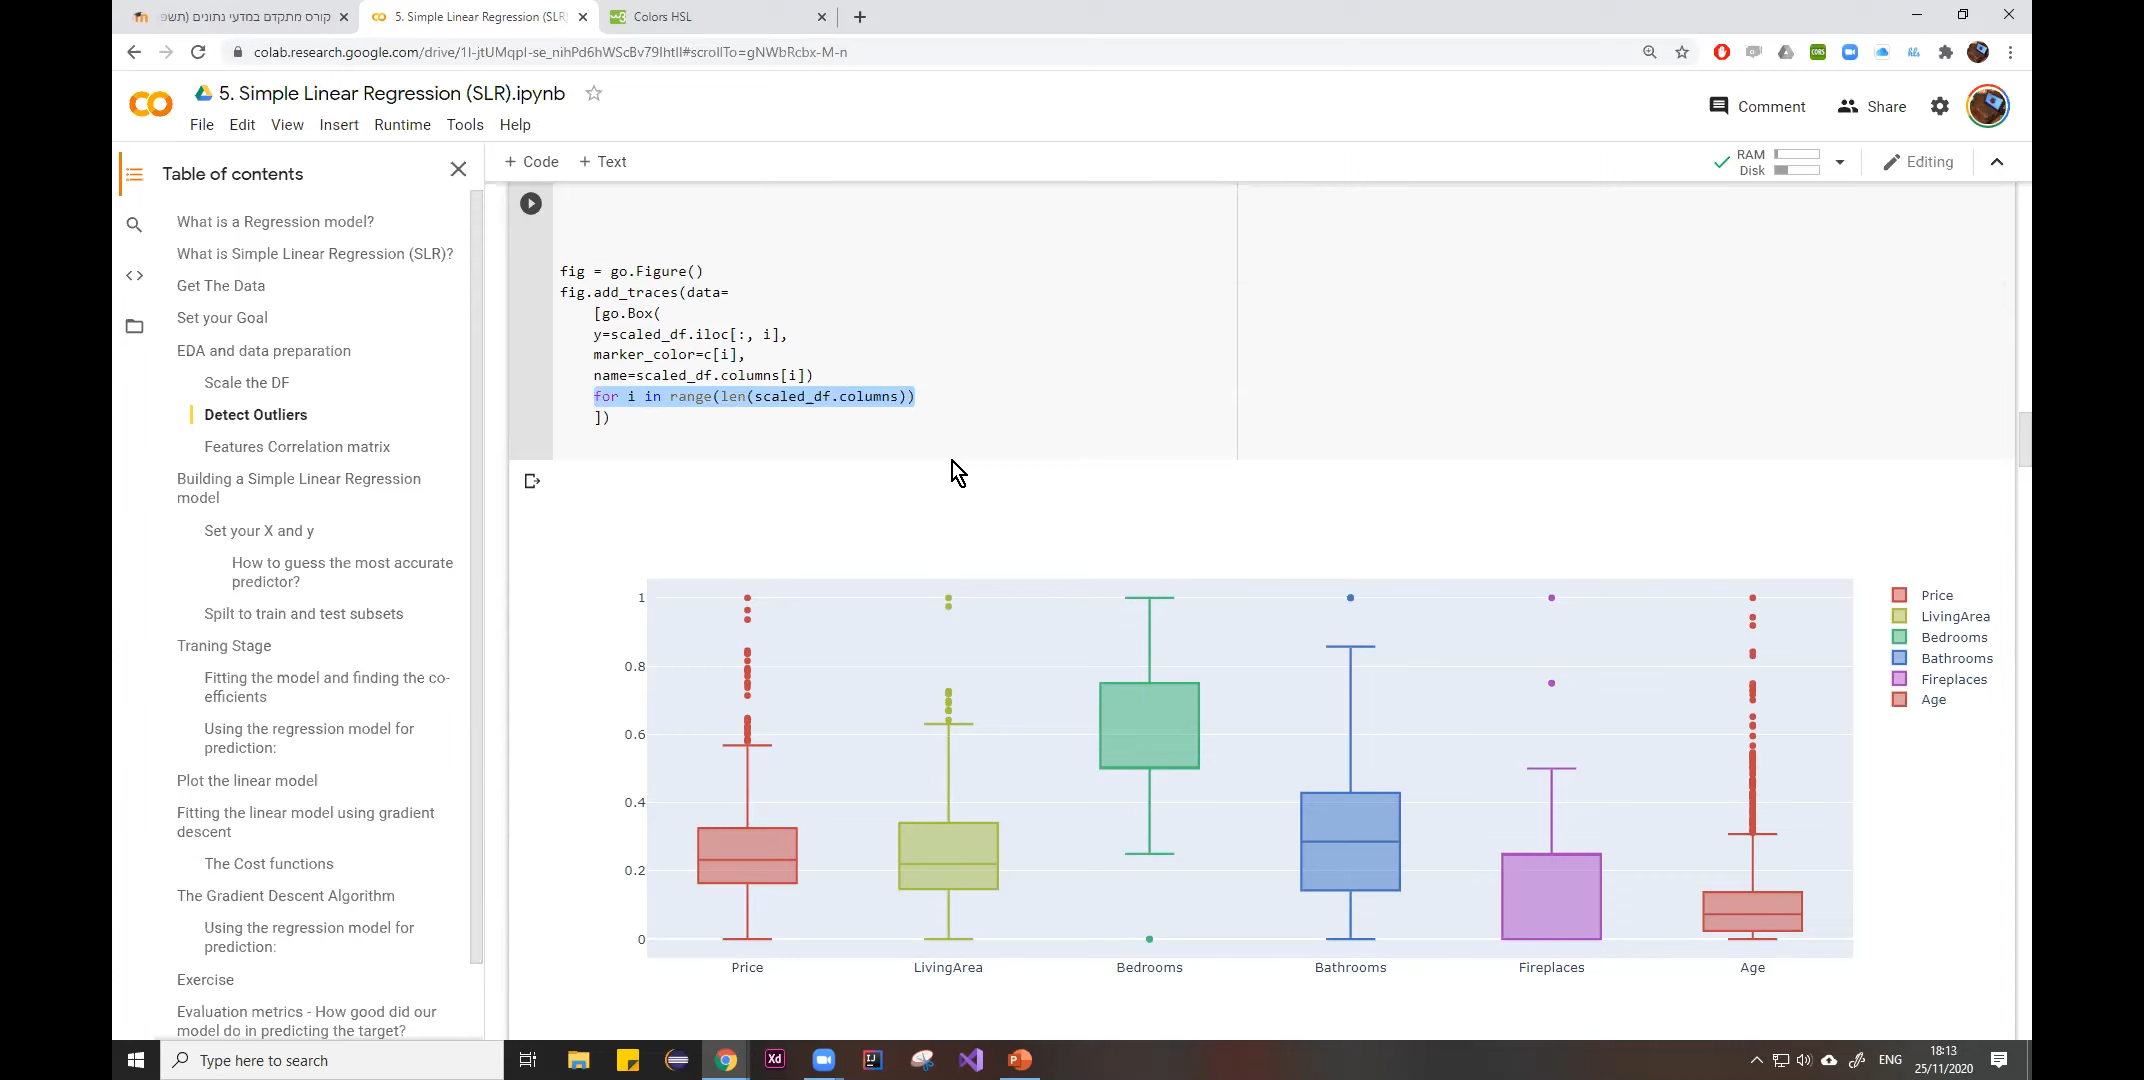 קורס מתקדם במדעי נתונים (תשפ
5. Simple Linear Regression (SLR)
Colors HSL
colab.research.google.com/drive/1I-jtUMqpI-se_nihPd6hWScBv79IhtII#scrollTo=gNWbRcbx-M-n
5. Simple Linear Regression (SLR).ipynb
Comment
Share
File Edit View Insert Runtime Tools Help
Table of contents
+ Code + Text
RAM
Disk
Editing
What is a Regression model?
What is Simple Linear Regression (SLR)?
Get The Data
Set your Goal
EDA and data preparation
Scale the DF
Detect Outliers
Features Correlation matrix
Building a Simple Linear Regression
model
Set your X and y
How to guess the most accurate
predictor?
Spilt to train and test subsets
Traning Stage
Fitting the model and finding the co-
efficients
Using the regression model for
prediction:
Plot the linear model
Fitting the linear model using gradient
descent
The Cost functions
The Gradient Descent Algorithm
Using the regression model for
prediction:
Exercise
Evaluation metrics - How good did our
model do in predicting the target?
fig = go.Figure()
fig.add_traces(data=
[go.Box(
y=scaled_df.iloc[:, i],
marker_color=c[i],
name=scaled_df.columns[i])
for i in range(len(scaled_df.columns))
])
1
0.8
0.6
0.4
0.2
0
Price LivingArea Bedrooms Bathrooms Fireplaces Age
Price
LivingArea
Bedrooms
Bathrooms
Fireplaces
Age
Type here to search
ENG
18:13
25/11/2020